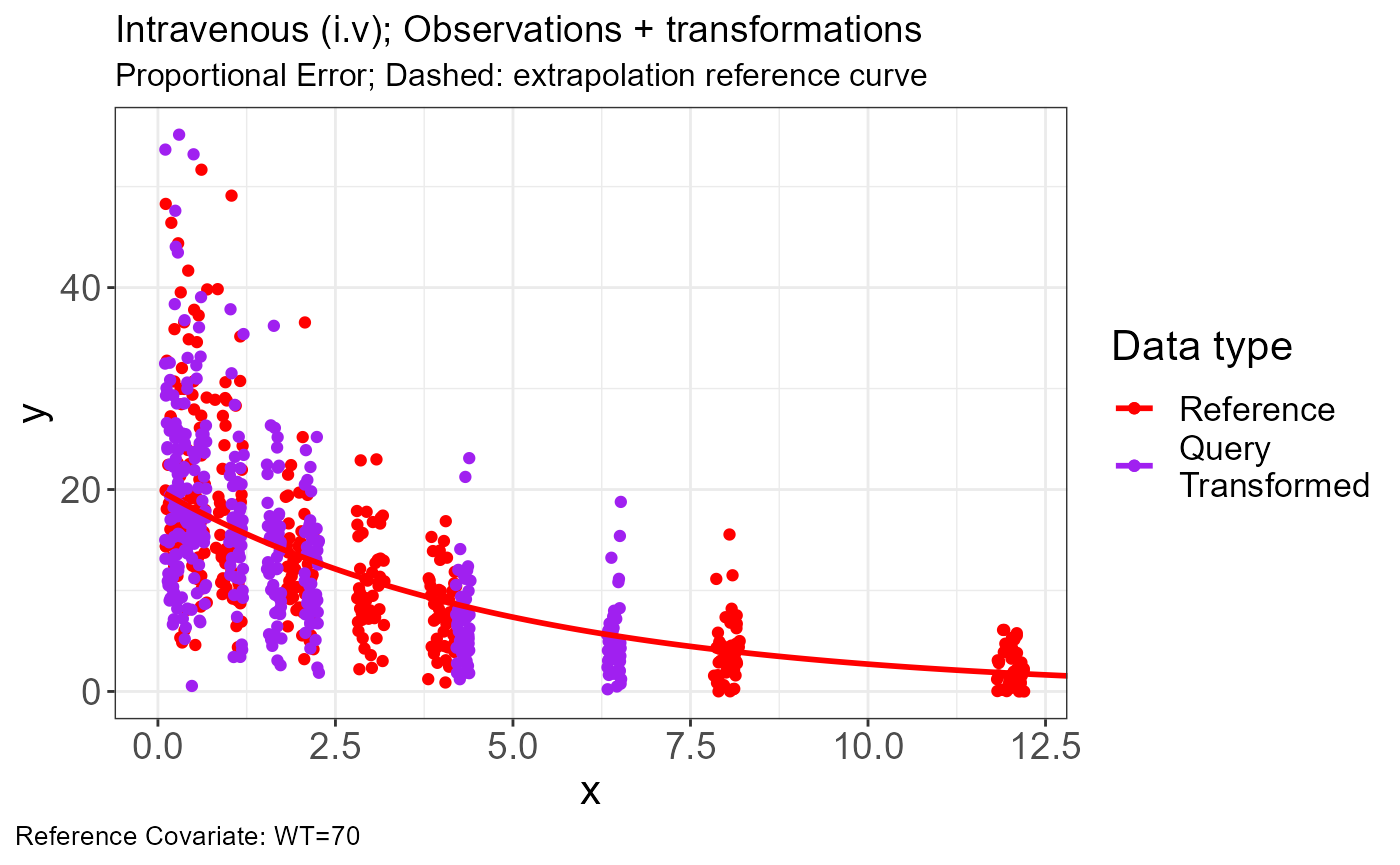 Intravenous (i.v); Observations + transformations
Proportional Error; Dashed: extrapolation reference curve
y
40
20
0
0.0 2.5 5.0 7.5 10.0 12.5
x
Data type
Reference
Query
Transformed
Reference Covariate: WT=70